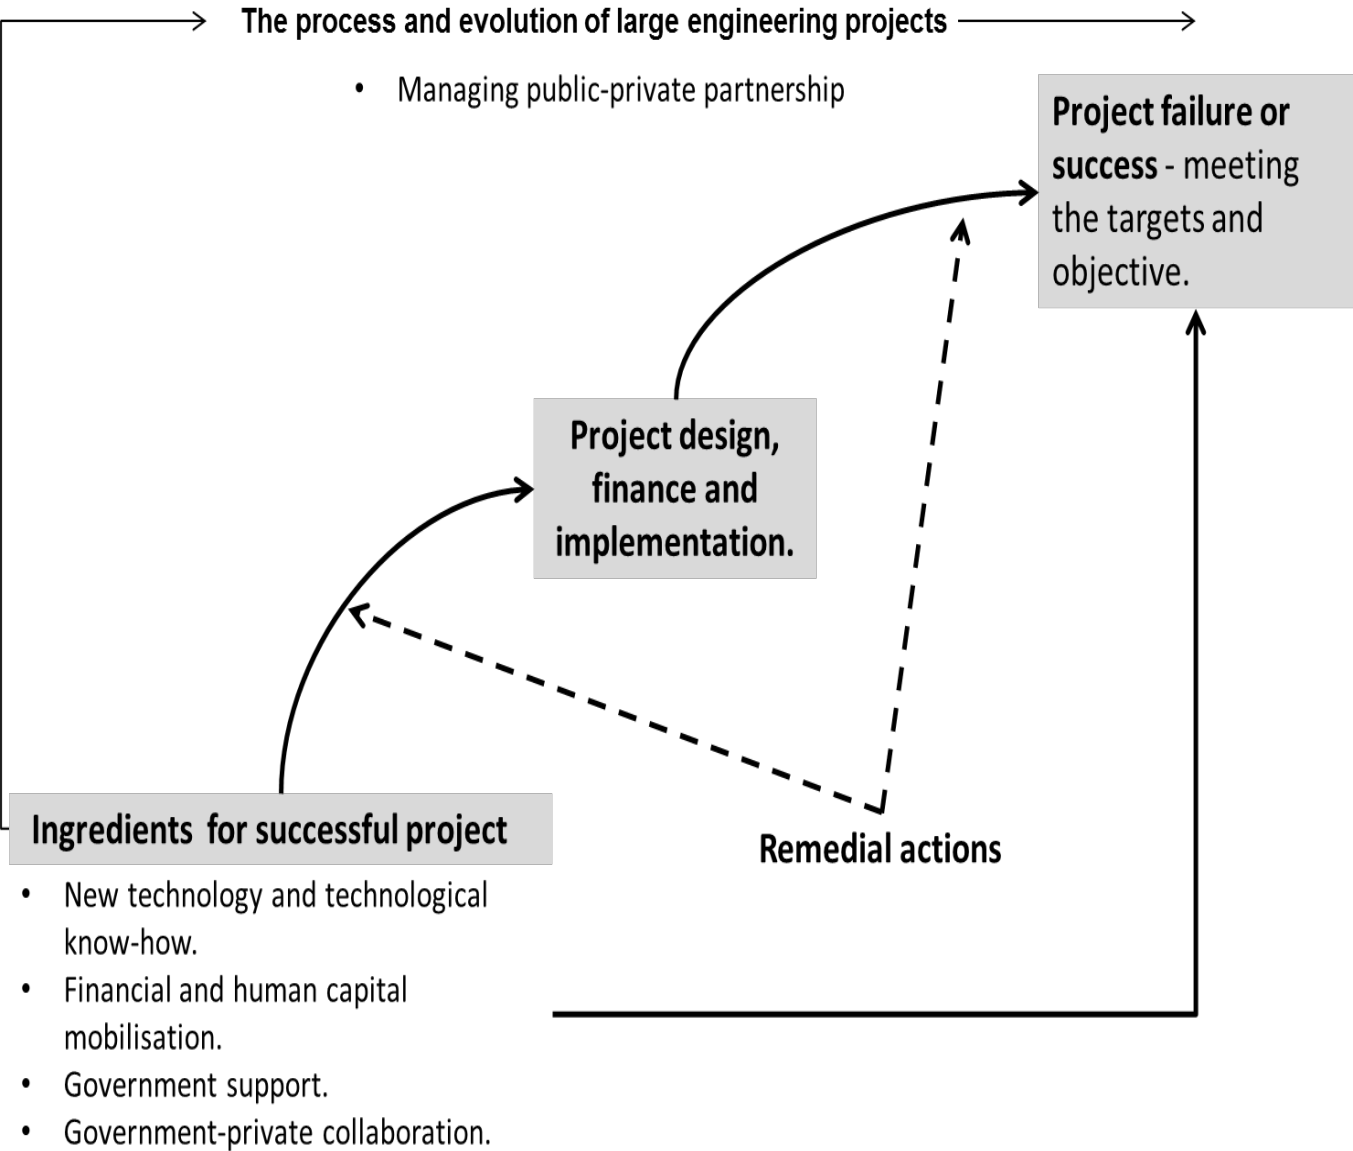 The process and evolution of large engineering projects
• Managing public-private partnership
Project failure or
success - meeting
the targets and
objective.
Project design,
finance and
implementation.
Ingredients for successful project
Remedial actions
• New technology and technological
know-how.
• Financial and human capital
mobilisation.
• Government support.
• Government-private collaboration.